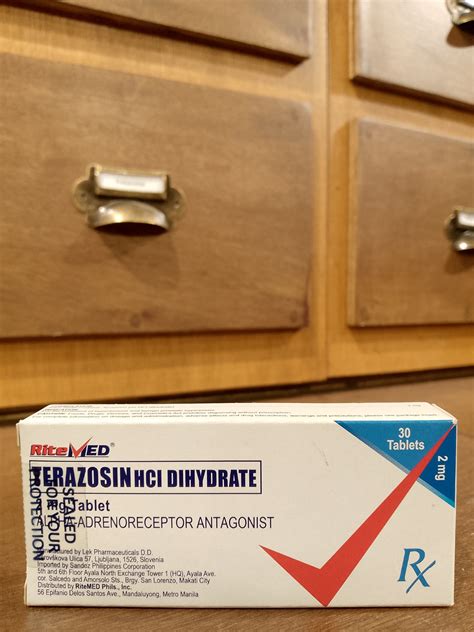 RiteMED®
30
Tablets
2 mg
TERAZOSIN HCl DIHYDRATE
mg Tablet
ALPHA-ADRENORECEPTOR ANTAGONIST
SEALED
FOR YOUR
PROTECTION
Manufactured by Lek Pharmaceuticals D.D.
Verovškova Ulica 57, Ljubljana, 1526, Slovenia
Imported by Sandoz Philippines Corporation
5th and 6th Floor Ayala North Exchange Tower 1 (HQ), Ayala Ave.
cor. Salcedo and Amorsolo Sts., Brgy. San Lorenzo, Makati City
Distributed by RiteMED Phils., Inc.
56 Epifanio Delos Santos Ave., Mandaluyong, Metro Manila
Rx